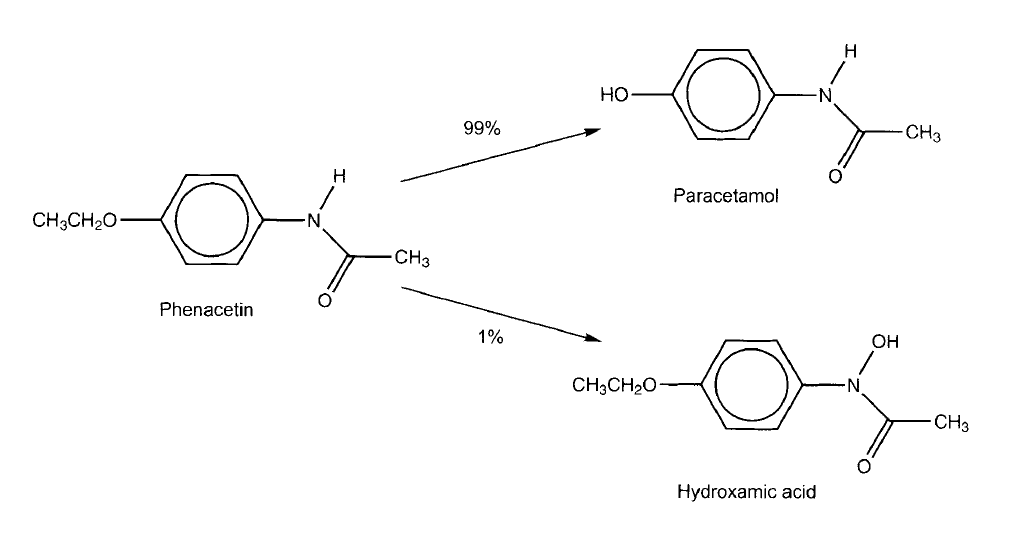 H
HO
N
CH₃
O
Paracetamol
99%
H
CH₃CH₂O
N
CH₃
O
Phenacetin
1%
OH
CH₃CH₂O
N
CH₃
O
Hydroxamic acid